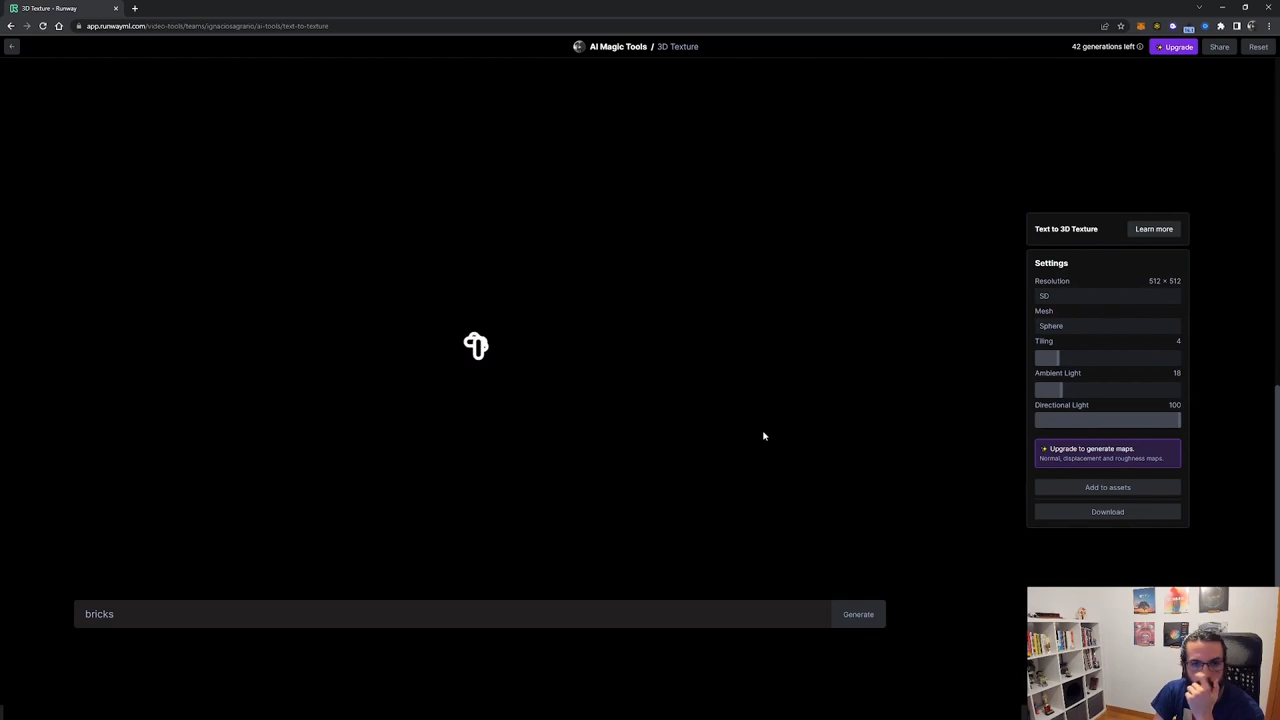 3D Texture - Runway
app.runwayml.com/video-tools/teams/ignaciosagrario/ai-tools/text-to-texture
AI Magic Tools / 3D Texture
42 generations left
Upgrade
Share
Reset
Text to 3D Texture
Learn more
Settings
Resolution 512 × 512
SD
Mesh
Sphere
Tiling 4
Ambient Light 18
Directional Light 100
Upgrade to generate maps.
Normal, displacement and roughness maps.
Add to assets
Download
bricks
Generate